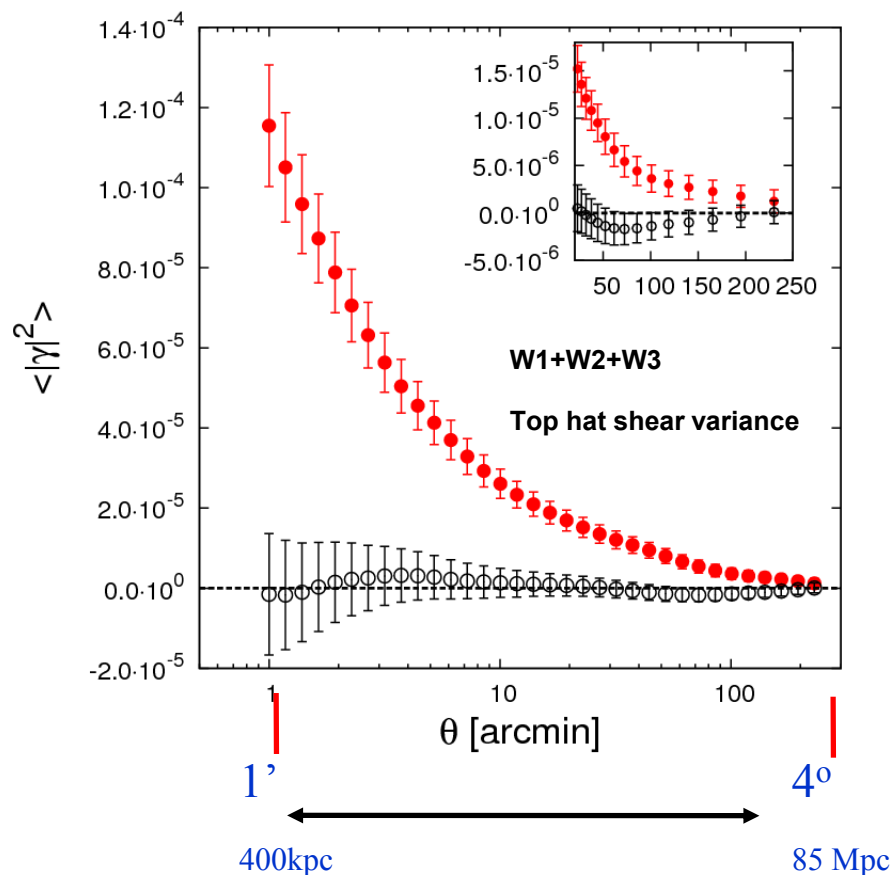 1.4·10⁻⁴
1.2·10⁻⁴
1.0·10⁻⁴
8.0·10⁻⁵
6.0·10⁻⁵
4.0·10⁻⁵
2.0·10⁻⁵
0.0·10⁰
-2.0·10⁻⁵
<|γ|²>
1.5·10⁻⁵
1.0·10⁻⁵
5.0·10⁻⁶
0.0·10⁰
-5.0·10⁻⁶
50 100 150 200 250
W1+W2+W3
Top hat shear variance
1 10 100
θ [arcmin]
1’ 4º
400kpc 85 Mpc